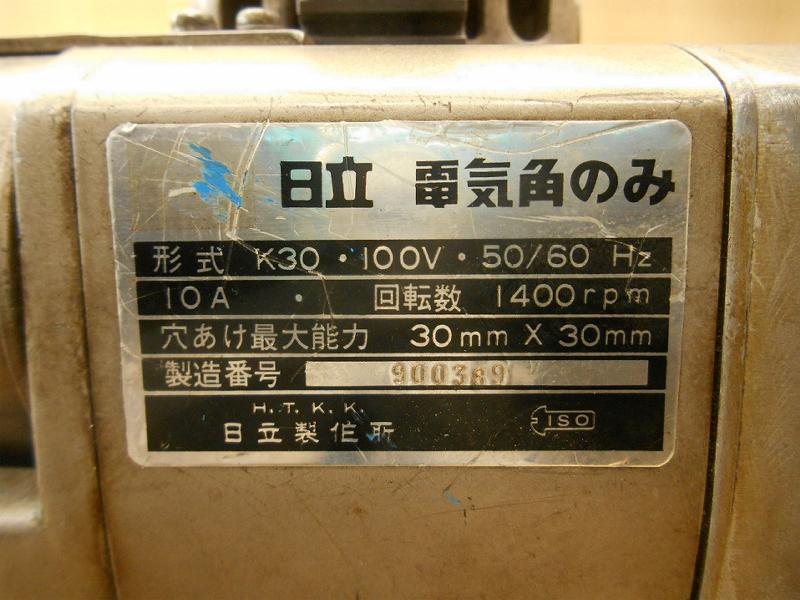 日立 電気角のみ
形式 K30・100V・50/60 Hz
10A ・ 回転数 1400rpm
穴あけ最大能力 30mm X 30mm
製造番号 900389
H.T.K.K.
日立製作所
ISO